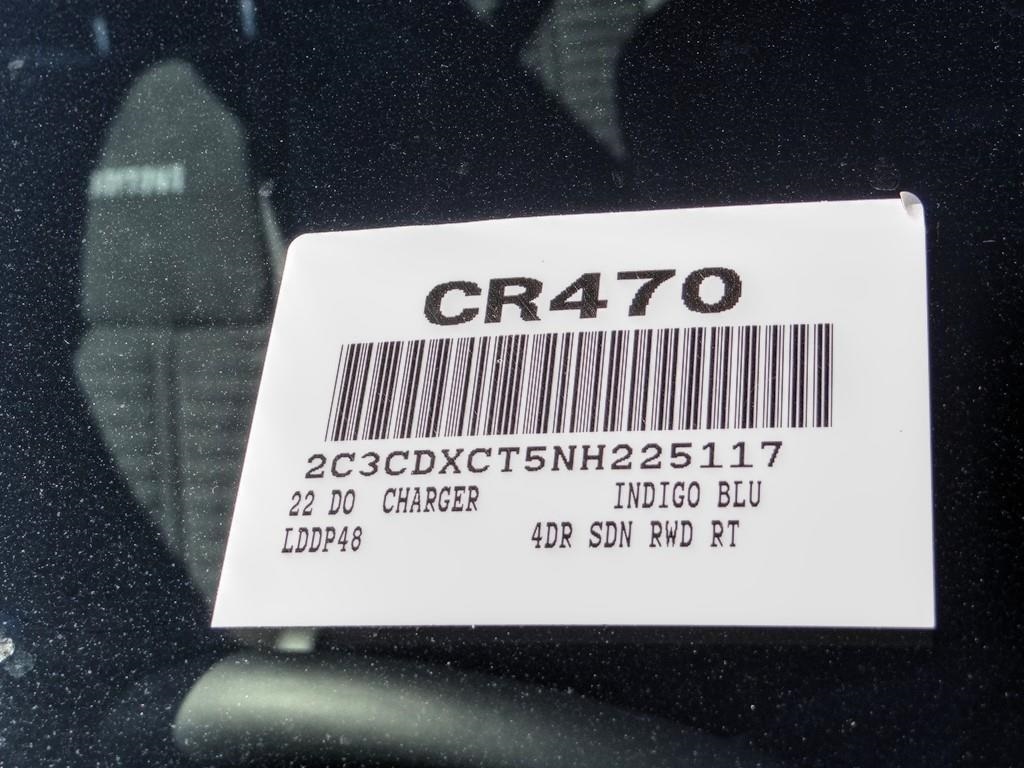 CR470
2C3CDXCT5NH225117
22 DO CHARGER INDIGO BLU
LDDP48 4DR SDN RWD RT